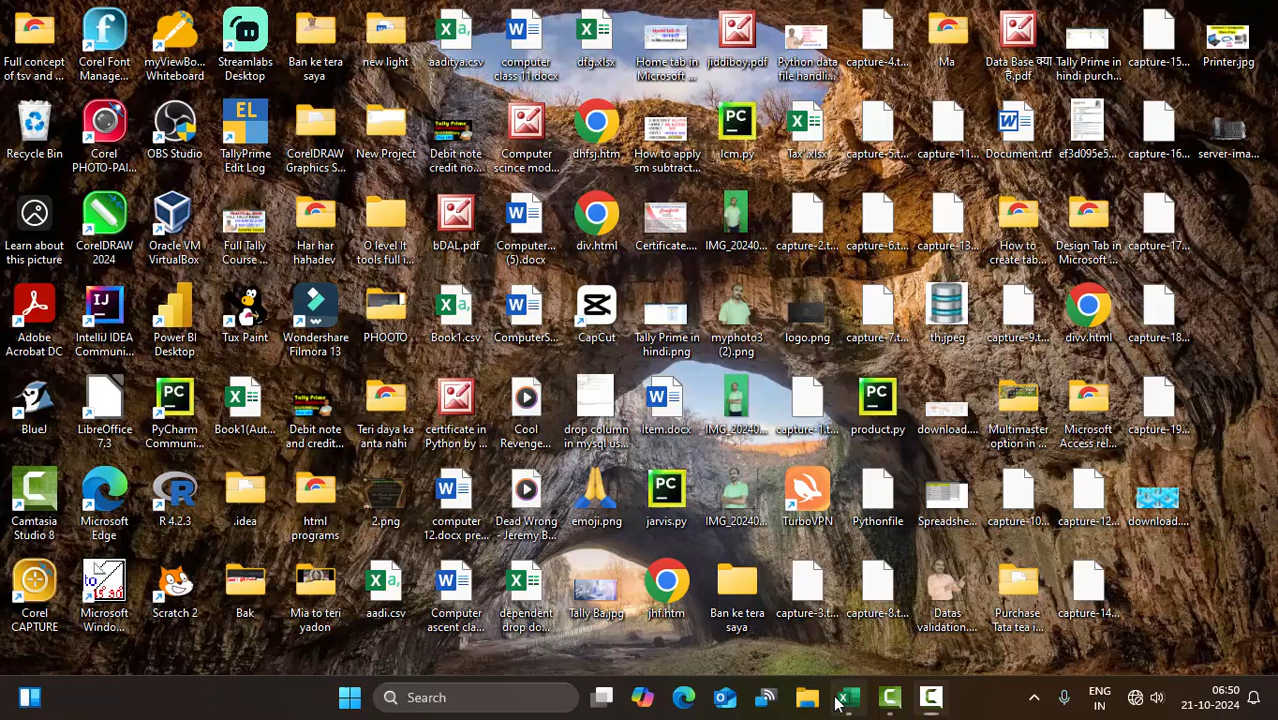 Full concept of tsv and ...
Corel Font Manage...
myViewBo... Whiteboard
Streamlabs Desktop
Ban ke tera saya
new light
aaditya.csv
computer class 11.docx
dfg.xlsx
Home tab in Microsoft ...
jiddiboy.pdf
Python data file handli...
capture-4.t...
Ma
Data Base क्या है.pdf
Tally Prime in hindi purch...
capture-15...
Printer.jpg
Recycle Bin
Corel PHOTO-PAI...
OBS Studio
TallyPrime Edit Log
CorelDRAW Graphics S...
New Project
Debit note credit no...
Computer scince mod...
dhfsj.htm
How to apply sm subtract...
lcm.py
Tax .xlsx
capture-5.t...
capture-11...
Document.rtf
ef3d095e5...
capture-16...
server-ima...
Learn about this picture
CorelDRAW 2024
Oracle VM VirtualBox
Full Tally Course ...
Har har hahadev
O level It tools full i...
bDAL.pdf
Computer... (5).docx
div.html
Certificate....
IMG_20240...
capture-2.t...
capture-6.t...
capture-13...
How to create tab...
Design Tab in Microsoft ...
capture-17...
Adobe Acrobat DC
IntelliJ IDEA Communi...
Power BI Desktop
Tux Paint
Wondershare Filmora 13
PHOOTO
Book1.csv
ComputerS...
CapCut
Tally Prime in hindi.png
myphoto3 (2).png
logo.png
capture-7.t...
th.jpeg
capture-9.t...
divv.html
capture-18...
BlueJ
LibreOffice 7.3
PyCharm Communi...
Book1(Aut...
Debit note and credit...
Teri daya ka anta nahi
certificate in Python by ...
Cool Revenge...
drop column in mysql us...
Item.docx
IMG_20240...
capture-1.t...
product.py
download....
Multimaster option in ...
Microsoft Access rel...
capture-19...
Camtasia Studio 8
Microsoft Edge
R 4.2.3
.idea
html programs
2.png
computer 12.docx pre...
Dead Wrong - Jeremy B...
emoji.png
jarvis.py
IMG_20240...
TurboVPN
Pythonfile
Spreadshe...
capture-10...
capture-12...
download....
Corel CAPTURE
Microsoft Windo...
Scratch 2
Bak
Mia to teri yadon
aadi.csv
Computer ascent cla...
dependent drop do...
Tally Ba.jpg
jhf.htm
Ban ke tera saya
capture-3.t...
capture-8.t...
Datas validation....
Purchase Tata tea i...
capture-14...
Search
ENG
IN
06:50
21-10-2024